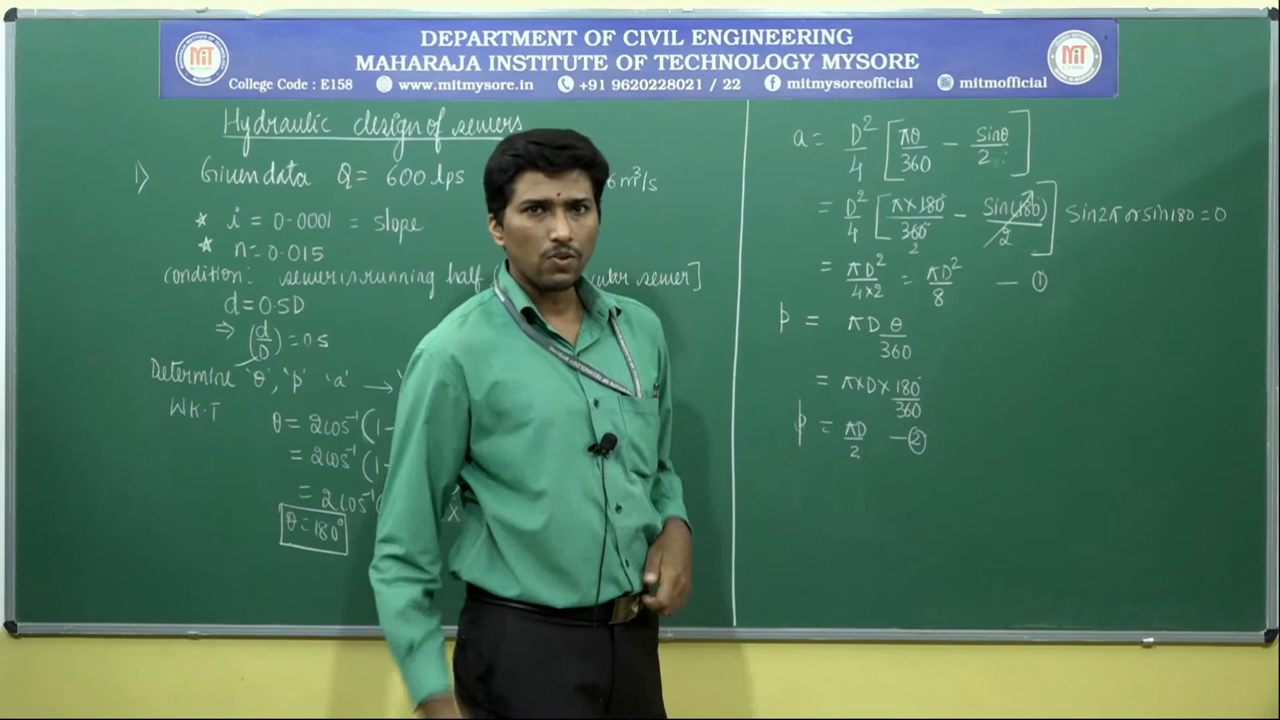 DEPARTMENT OF CIVIL ENGINEERING
MAHARAJA INSTITUTE OF TECHNOLOGY MYSORE
College Code : E158 www.mitmysore.in +91 9620228021 / 22 mitmysoreofficial mitmofficial
MIT
MIT
Hydraulic design of sewers
1) Given data Q = 600 lps
6 m³/s
* i = 0.0001 = slope
* n = 0.015
condition: sewer is running half
sewer]
d = 0.5D
⇒ (d/D) = 0.5
Determine 'θ', 'p' 'a' →
W.K.T
θ = 2cos⁻¹(1-
= 2cos⁻¹(1-
= 2cos⁻¹(
θ = 180°
a = D²/4 [πθ/360 - Sinθ/2]
= D²/4 [π×180°/360° - Sin(180)/2] Sin2π or sin180 = 0
2
= πD²/4×2 = πD²/8 — ①
p = πD θ/360
= π×D×180°/360
p = πD/2 — ②